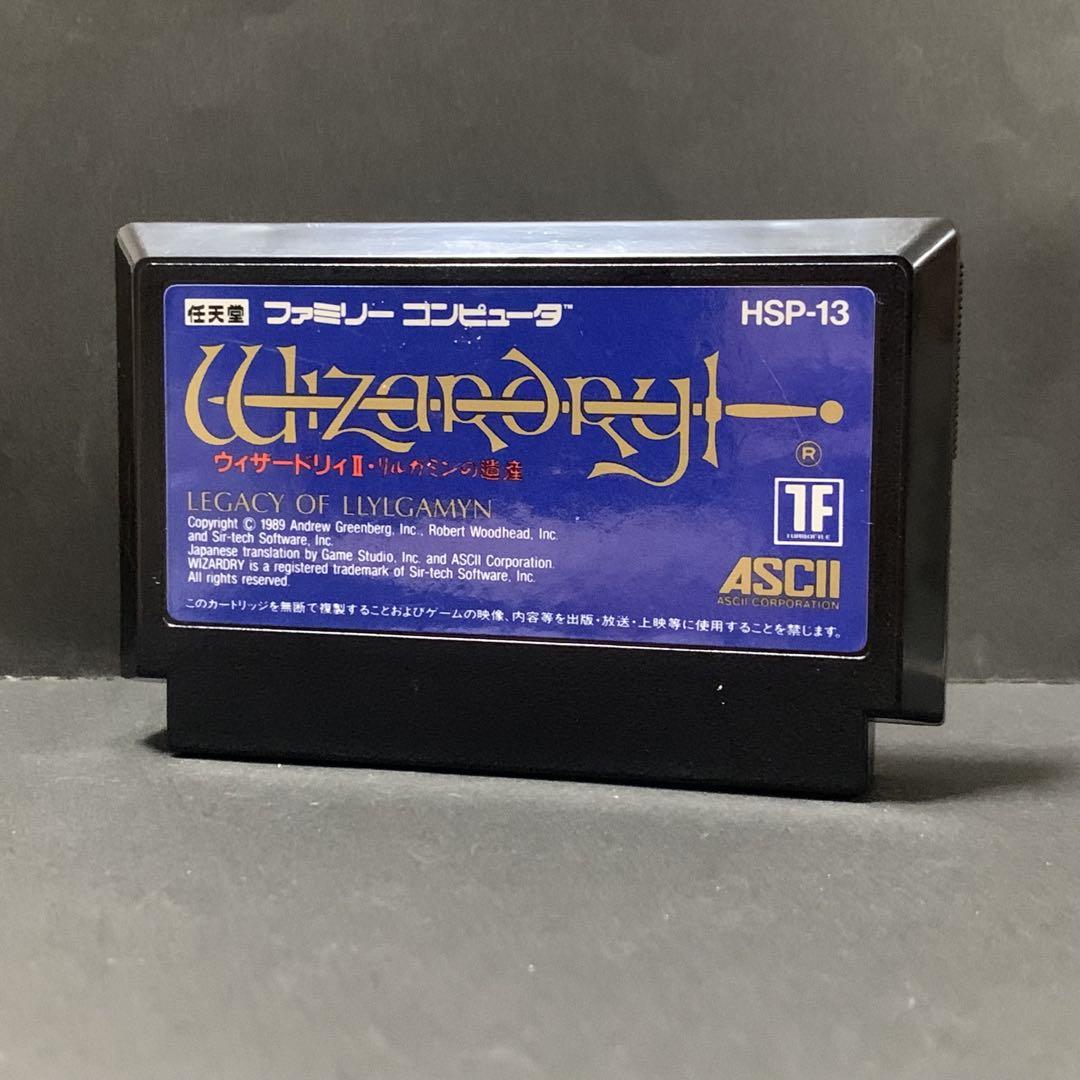 任天堂 ファミリー コンピュータ™ HSP-13
Wizardry ®
ウィザードリィⅡ・リルガミンの遺産
LEGACY OF LLYLGAMYN
Copyright © 1989 Andrew Greenberg, Inc., Robert Woodhead, Inc.
and Sir-tech Software, Inc.
Japanese translation by Game Studio, Inc. and ASCII Corporation.
WIZARDRY is a registered trademark of Sir-tech Software, Inc.
All rights reserved.
TF
TURBOFILE
ASCII
ASCII CORPORATION
このカートリッジを無断で複製することおよびゲームの映像、内容等を出版・放送・上映等に使用することを禁じます。